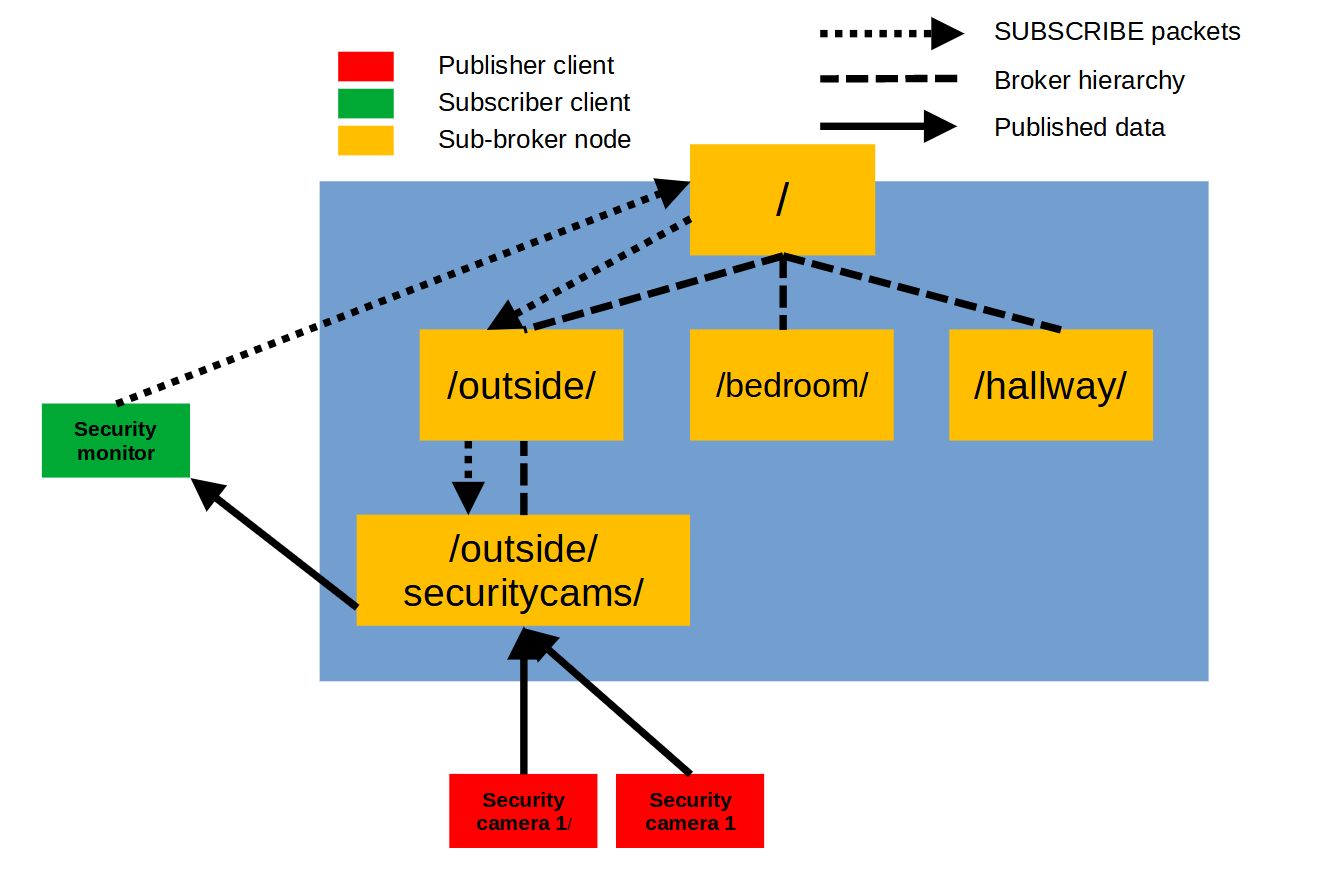 SUBSCRIBE packets
Publisher client
Broker hierarchy
Subscriber client
Published data
Sub-broker node
/
/outside/
/bedroom/
/hallway/
Security
monitor
/outside/
securitycams/
Security
camera 1/
Security
camera 1